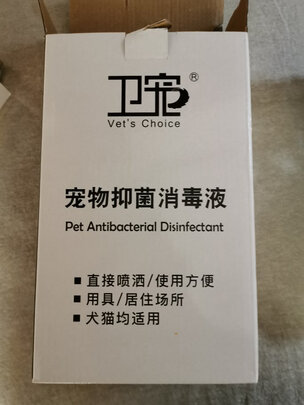 卫宠®
Vet's Choice
宠物抑菌消毒液
Pet Antibacterial Disinfectant
■ 直接喷洒/使用方便
■ 用具/居住场所
■ 犬猫均适用